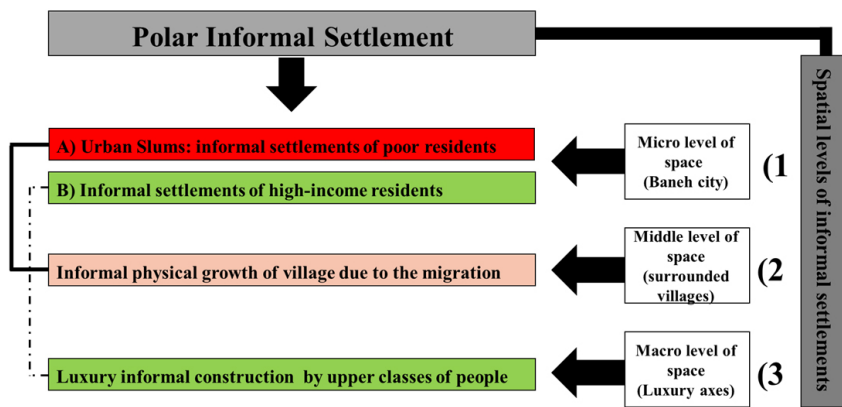 Polar Informal Settlement
Spatial levels of informal settlements
A) Urban Slums: informal settlements of poor residents
B) Informal settlements of high-income residents
Micro level of
space
(Baneh city)
(1
Informal physical growth of village due to the migration
Middle level of
space
(surrounded
villages)
(2
Luxury informal construction by upper classes of people
Macro level of
space
(Luxury axes)
(3